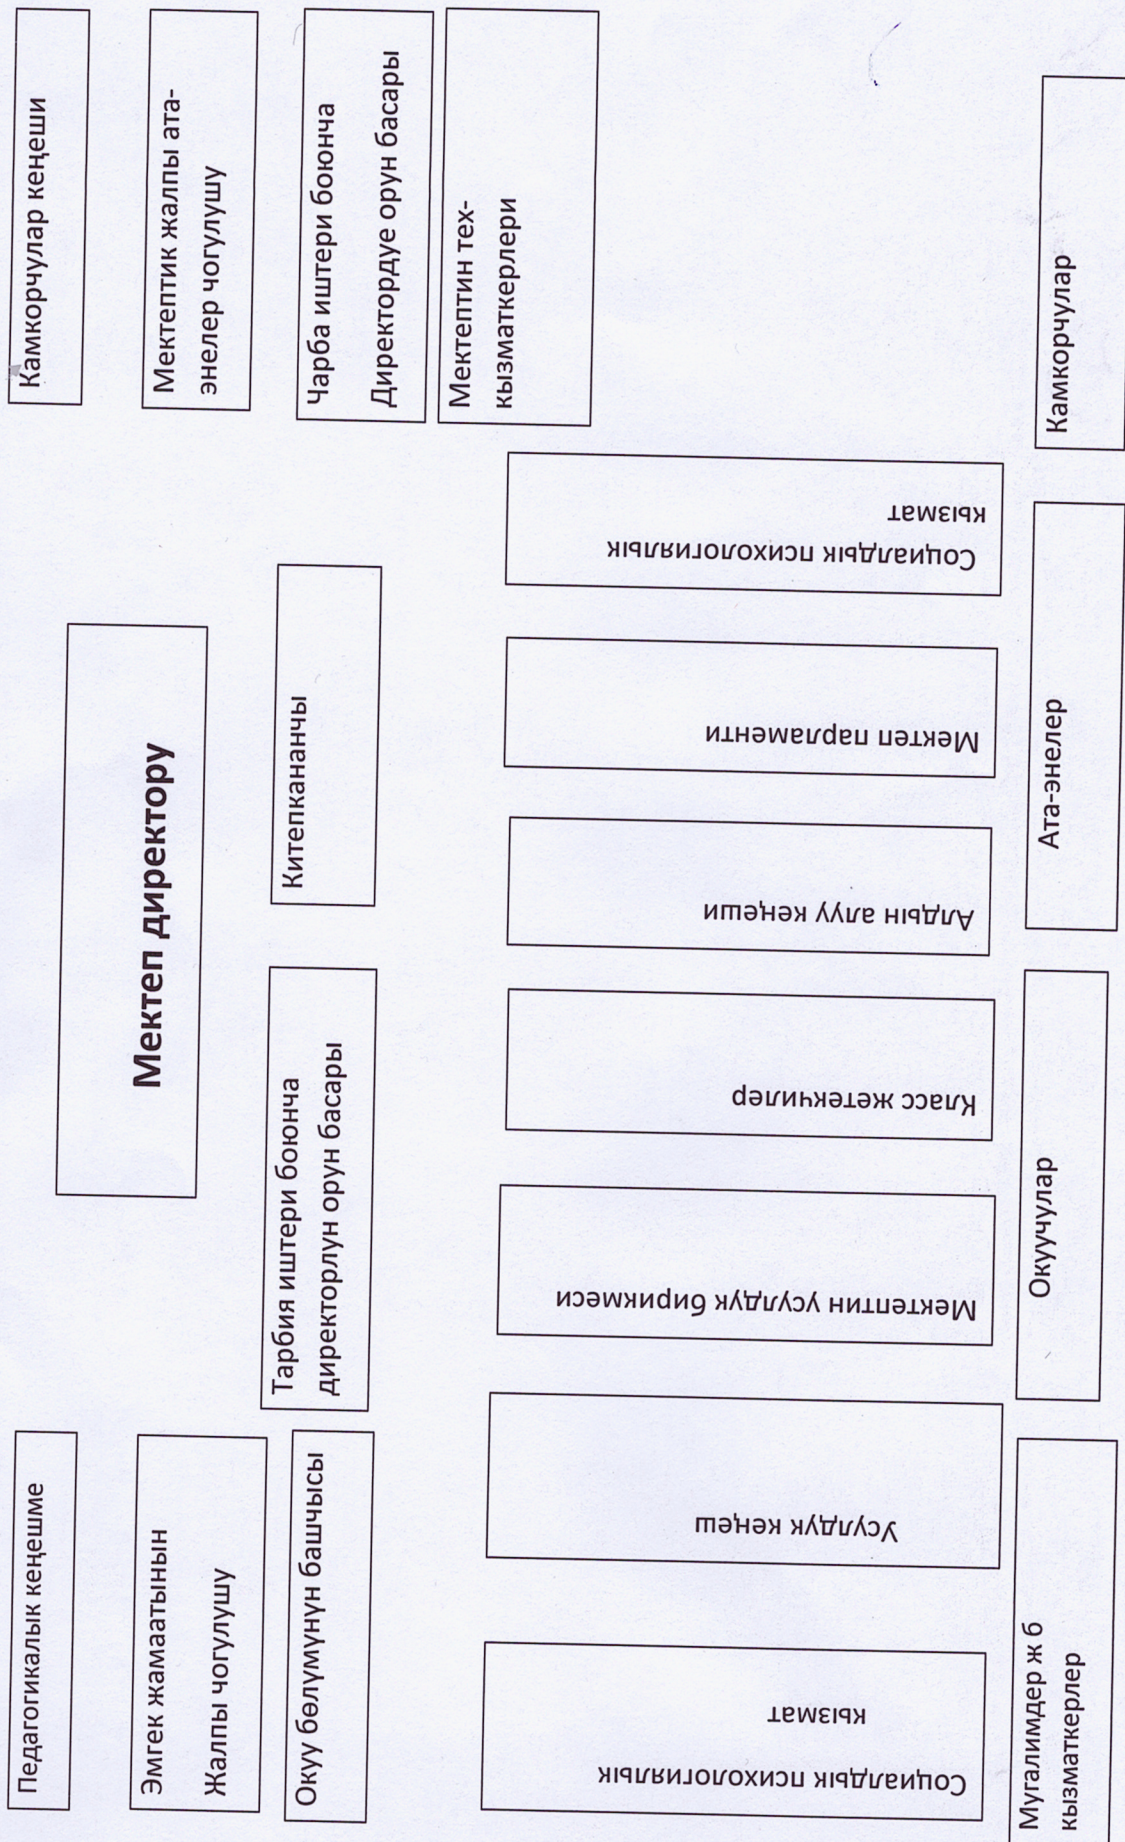 Педагогикалык кеңешме
Камкорчулар кеңеши
Мектеп директору
Эмгек жамаатынын
Жалпы чогулушу
Мектептик жалпы ата-
энелер чогулушу
Окуу бөлүмүнүн башчысы
Тарбия иштери боюнча
директорлун орун басары
Китепкананчы
Чарба иштери боюнча
Директордуе орун басары
Мектептин тех-
кызматкерлери
Социалдык психологиялык
кызмат
Усулдук кеңеш
Мектептин усулдук бирикмеси
Класс жетекчилер
Алдын алуу кеңеши
Мектеп парламенти
Социалдык психологиялык
кызмат
Мугалимдер ж б
кызматкерлер
Окуучулар
Ата-энелер
Камкорчулар